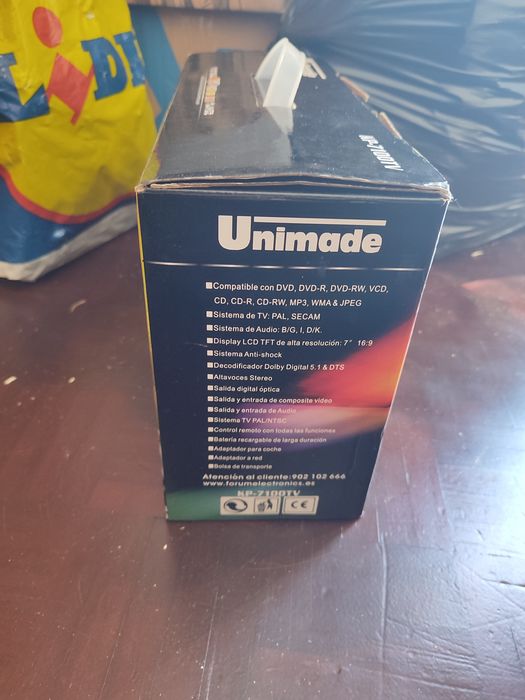 LIDL
KP-7100TV
Unimade
Compatible con DVD, DVD-R, DVD-RW, VCD,
CD, CD-R, CD-RW, MP3, WMA & JPEG
Sistema de TV: PAL, SECAM
Sistema de Audio: B/G, I, D/K.
Display LCD TFT de alta resolución: 7" 16:9
Sistema Anti-shock
Decodificador Dolby Digital 5.1 & DTS
Altavoces Stereo
Salida digital óptica
Salida y entrada de composite video
Salida y entrada de Audio
Sistema TV PAL/NTSC
Control remoto con todas las funciones
Batería recargable de larga duración
Adaptador para coche
Adaptador a red
Bolsa de transporte
Atención al cliente: 902 102 666
www.forumelectronics.es
KP-7100TV
CE